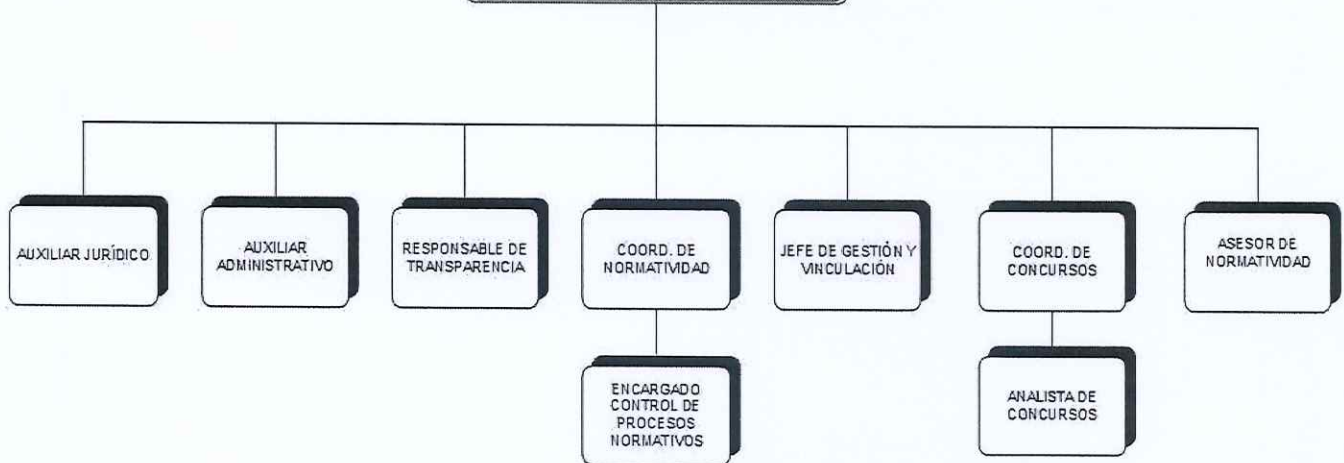 AUXILIAR JURÍDICO
AUXILIAR
ADMINISTRATIVO
RESPONSABLE DE
TRANSPARENCIA
COORD. DE
NORMATIVIDAD
JEFE DE GESTIÓN Y
VINCULACIÓN
COORD. DE
CONCURSOS
ASESOR DE
NORMATIVIDAD
ENCARGADO
CONTROL DE
PROCESOS
NORMATIVOS
ANALISTA DE
CONCURSOS